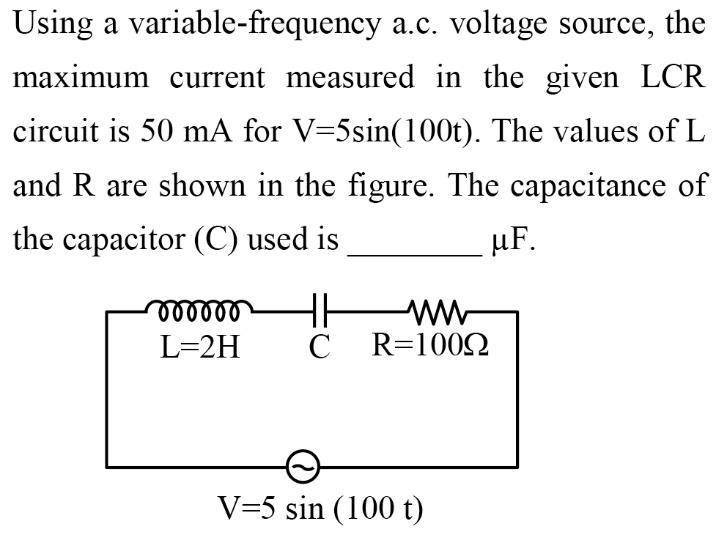 Using a variable-frequency a.c. voltage source, the
maximum current measured in the given LCR
circuit is 50 mA for V=5sin(100t). The values of L
and R are shown in the figure. The capacitance of
the capacitor (C) used is ________ μF.
L=2H C R=100Ω
V=5 sin (100 t)